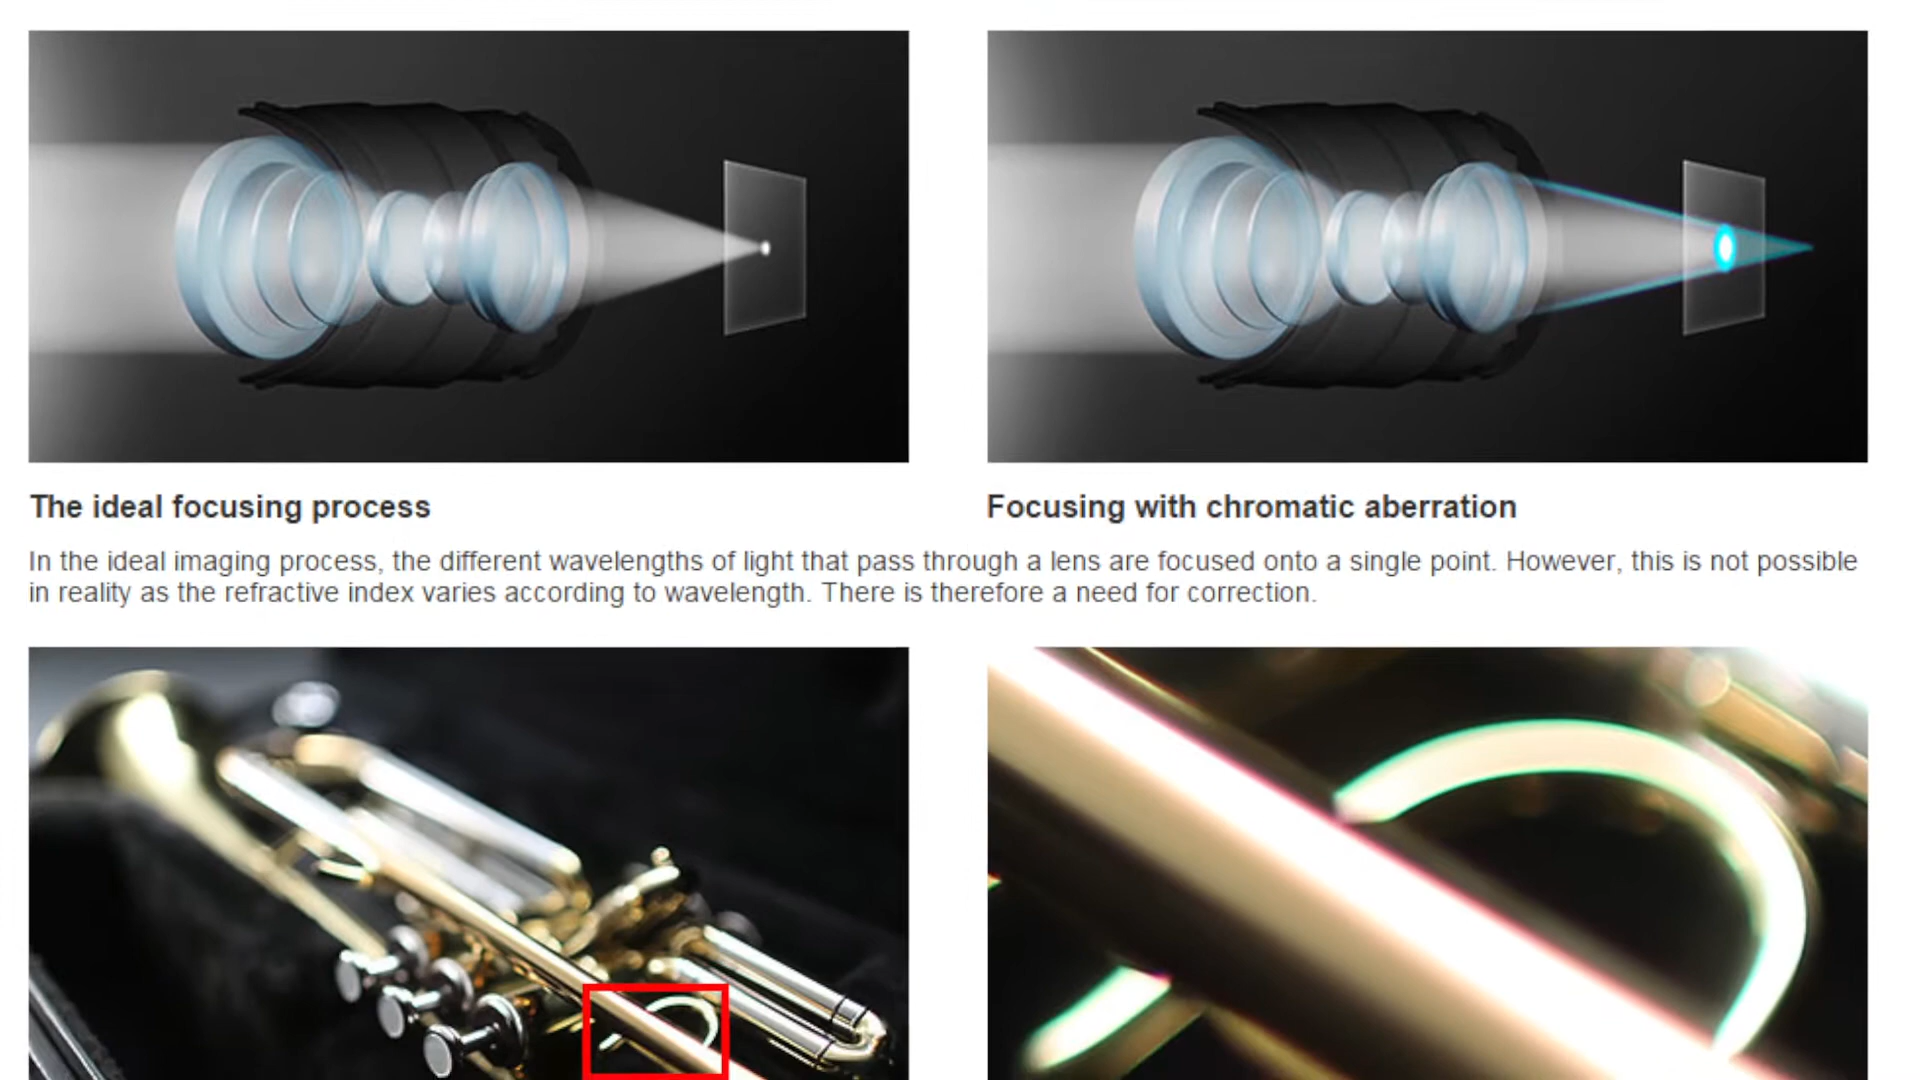 The ideal focusing process
Focusing with chromatic aberration
In the ideal imaging process, the different wavelengths of light that pass through a lens are focused onto a single point. However, this is not possible
in reality as the refractive index varies according to wavelength. There is therefore a need for correction.